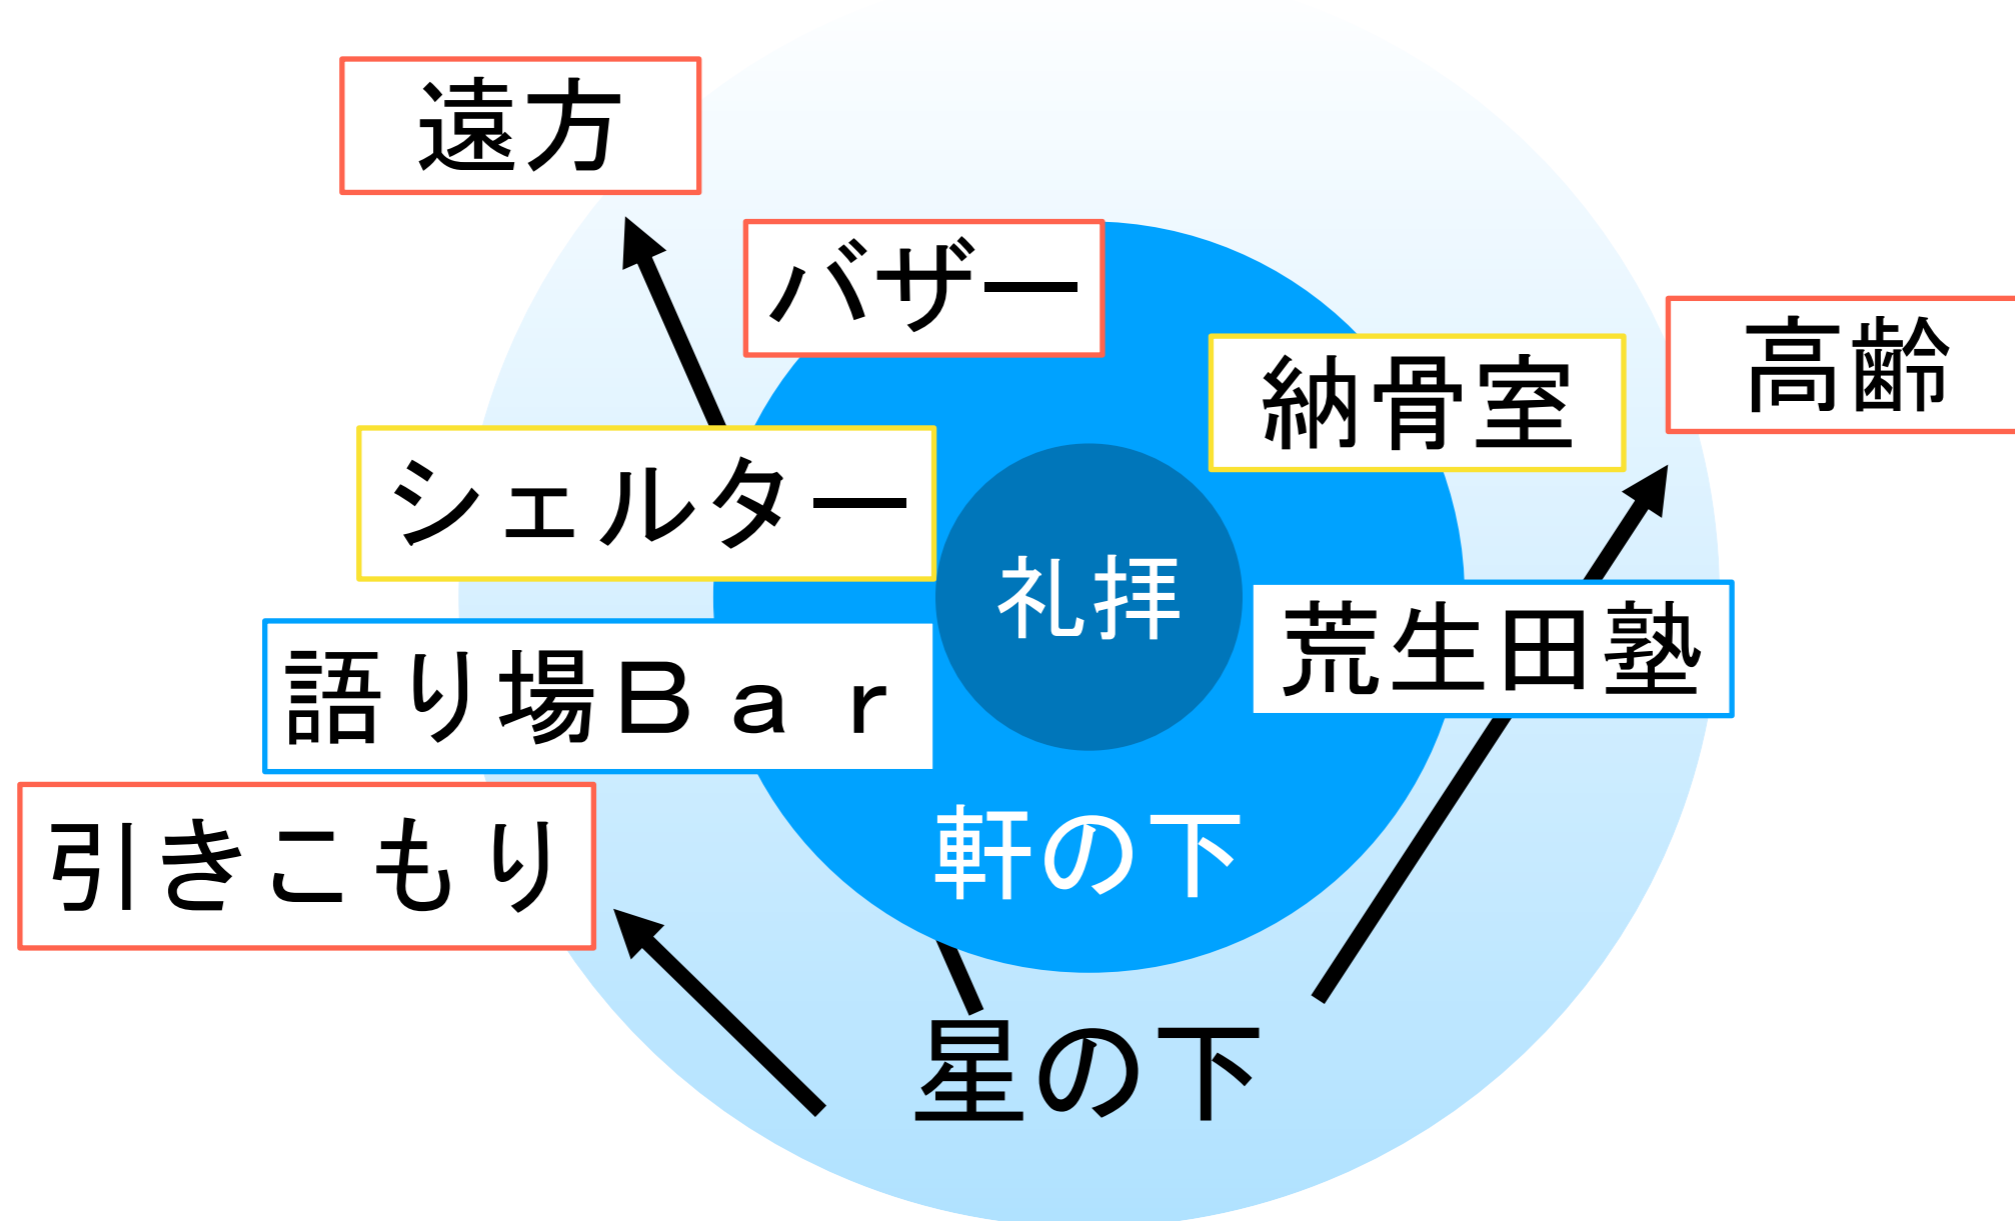 遠方
バザー
高齢
納骨室
シェルター
礼拝
荒生田塾
語り場Ｂａｒ
引きこもり
軒の下
星の下